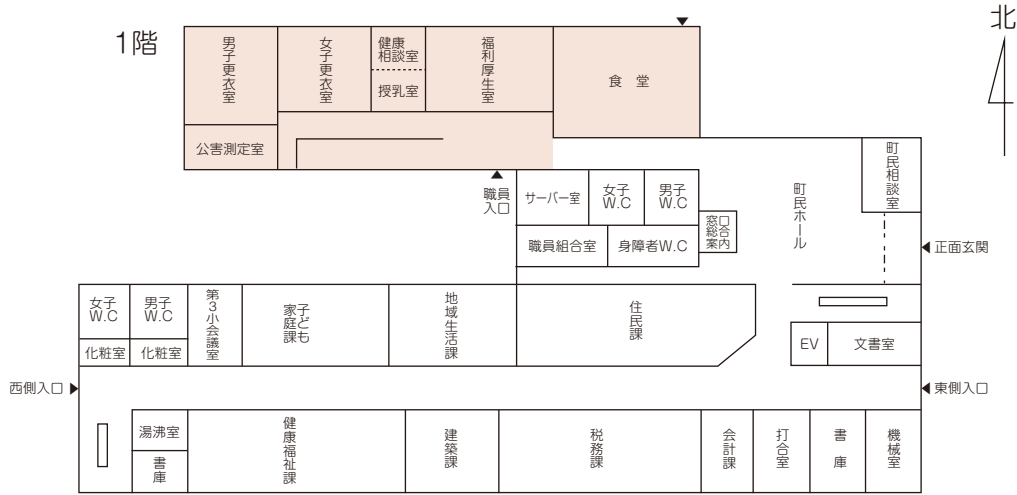 1階
北
男子更衣室
女子更衣室
健康
相談室
授乳室
福利厚生室
食 堂
公害測定室
職員
入口
サーバー室
女子
W.C
男子
W.C
職員組合室
身障者W.C
総合案内
窓口
町民ホール
町民相談室
正面玄関
女子
W.C
男子
W.C
化粧室
化粧室
第3小会議室
子ども
家庭課
地域生活課
住民課
EV
文書室
西側入口
東側入口
湯沸室
書庫
健康福祉課
建築課
税務課
会計課
打合室
書庫
機械室